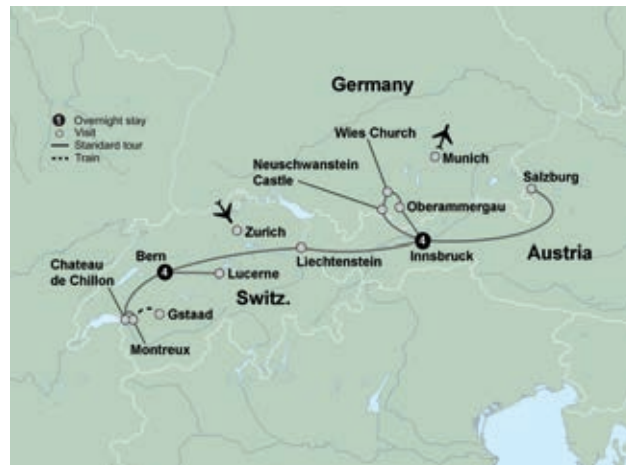 Germany
1 Overnight stay
Visit
Standard tour
Train
Wies Church
Munich
Neuschwanstein
Castle
Salzburg
Oberammergau
Zurich
Bern
Liechtenstein
4
Innsbruck
Austria
Chateau
de Chillon
4
Lucerne
Switz.
Gstaad
Montreux